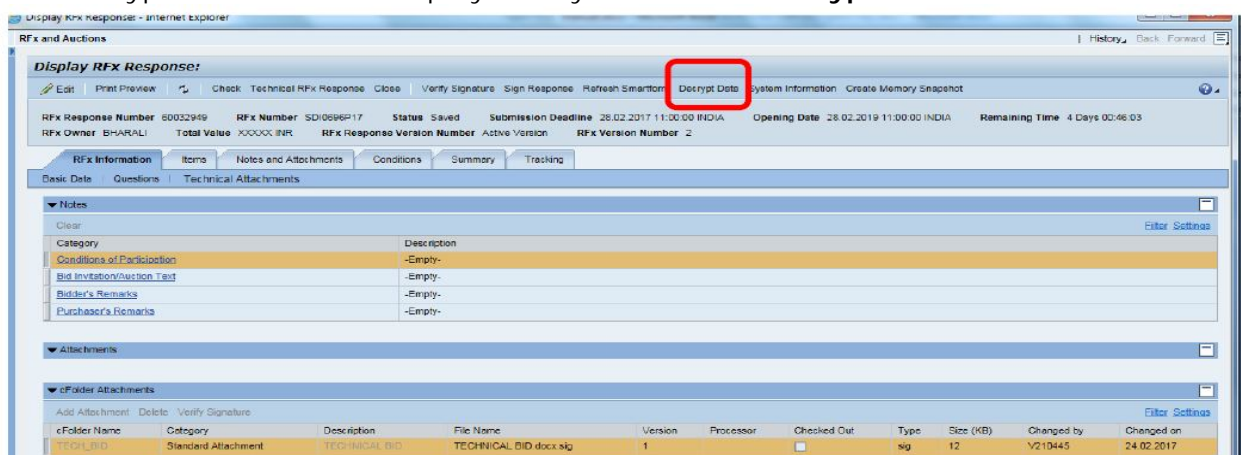 Display RFx Response: - Internet Explorer
RFx and Auctions | History Back Forward
Display RFx Response:
Edit Print Preview Check Technical RFx Response Close Verify Signature Sign Response Refresh Smartform Decrypt Data System Information Create Memory Snapshot
RFx Response Number 60032949 RFx Number SDI0696P17 Status Saved Submission Deadline 28.02.2017 11:00:00 INDIA Opening Date 28.02.2019 11:00:00 INDIA Remaining Time 4 Days 00:46:03
RFx Owner BHARALI Total Value XXXXX INR RFx Response Version Number Active Version RFx Version Number 2
RFx Information Items Notes and Attachments Conditions Summary Tracking
Basic Data | Questions | Technical Attachments
Notes
Clear Filter Settings
Category Description
Conditions of Participation -Empty-
Bid Invitation/Auction Text -Empty-
Bidder's Remarks -Empty-
Purchaser's Remarks -Empty-
Attachments
cFolder Attachments
Add Attachment Delete Verify Signature Filter Settings
cFolder Name Category Description File Name Version Processor Checked Out Type Size (KB) Changed by Changed on
TECH_BID Standard Attachment TECHNICAL BID TECHNICAL BID.docx.sig 1 sig 12 V210445 24.02.2017